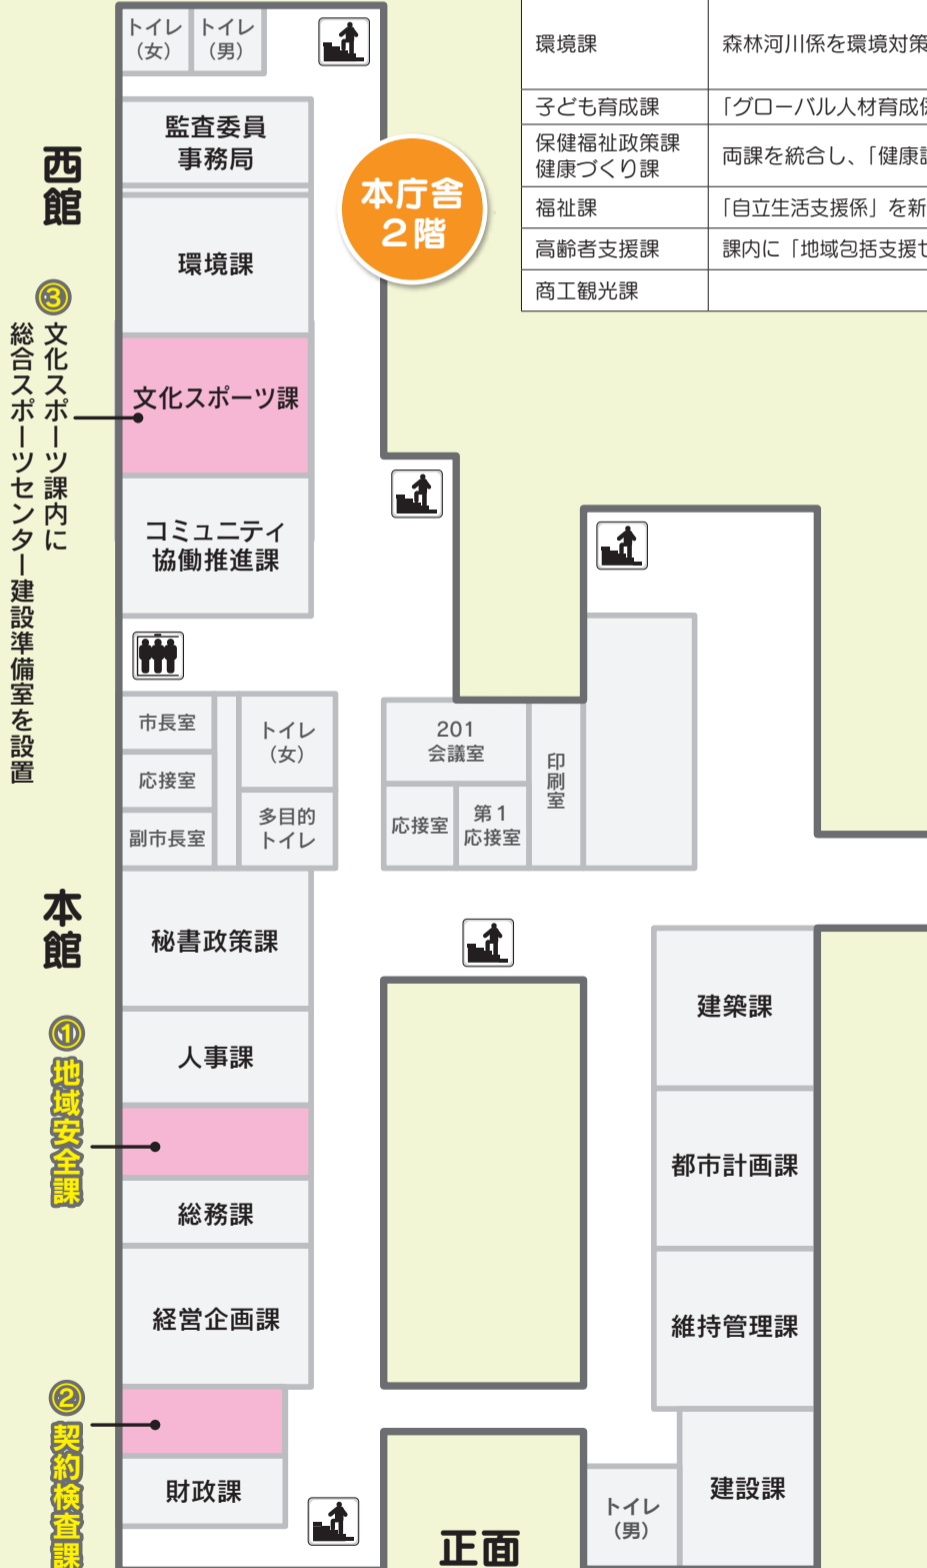 トイレ
（女）
トイレ
（男）
監査委員
事務局
環境課
文化スポーツ課
コミュニティ
協働推進課
西館
③
文化スポーツ課内に
総合スポーツセンター建設準備室を設置
本庁舎
２階
環境課
森林河川係を環境対策
子ども育成課
「グローバル人材育成
保健福祉政策課
健康づくり課
両課を統合し、「健康
福祉課
「自立生活支援係」を新
高齢者支援課
課内に「地域包括支援
商工観光課
市長室
応接室
副市長室
トイレ
（女）
多目的
トイレ
201
会議室
応接室
第１
応接室
印刷室
本館
秘書政策課
人事課
① 地域安全課
総務課
経営企画課
② 契約検査課
財政課
建築課
都市計画課
維持管理課
建設課
トイレ
（男）
正面